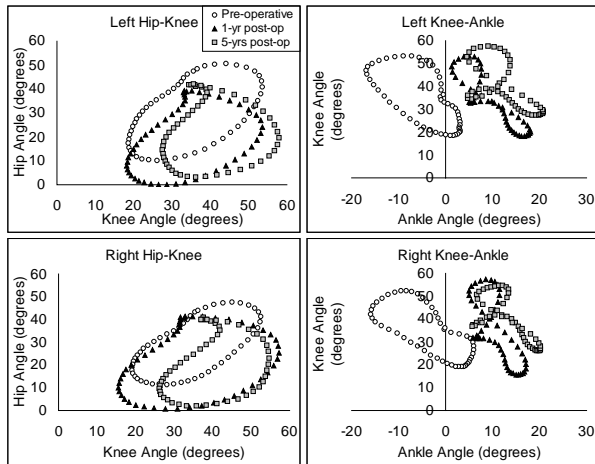 Left Hip-Knee
Pre-operative
1-yr post-op
5-yrs post-op
Hip Angle (degrees)
60
50
40
30
20
10
0
0 10 20 30 40 50 60
Knee Angle (degrees)
Left Knee-Ankle
Knee Angle
(degrees)
60
50
40
30
20
10
0
-20 -10 0 10 20 30
Ankle Angle (degrees)
Right Hip-Knee
Hip Angle (degrees)
60
50
40
30
20
10
0
0 10 20 30 40 50 60
Knee Angle (degrees)
Right Knee-Ankle
Knee Angle
(degrees)
60
50
40
30
20
10
0
-20 -10 0 10 20 30
Ankle Angle (degrees)